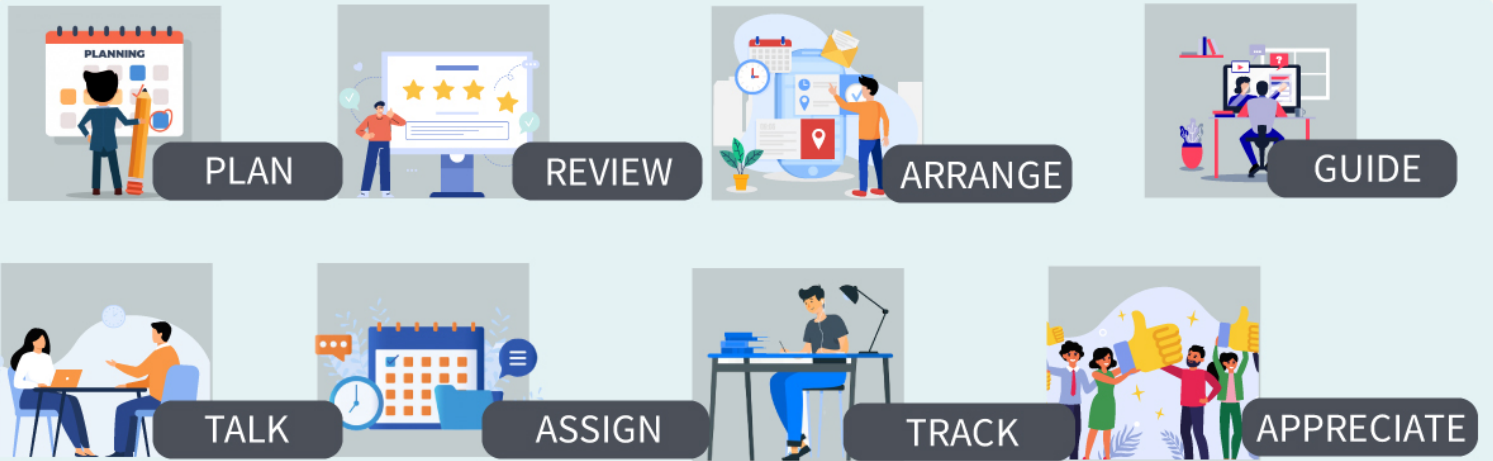 PLANNING
PLAN
REVIEW
ARRANGE
GUIDE
TALK
ASSIGN
TRACK
APPRECIATE